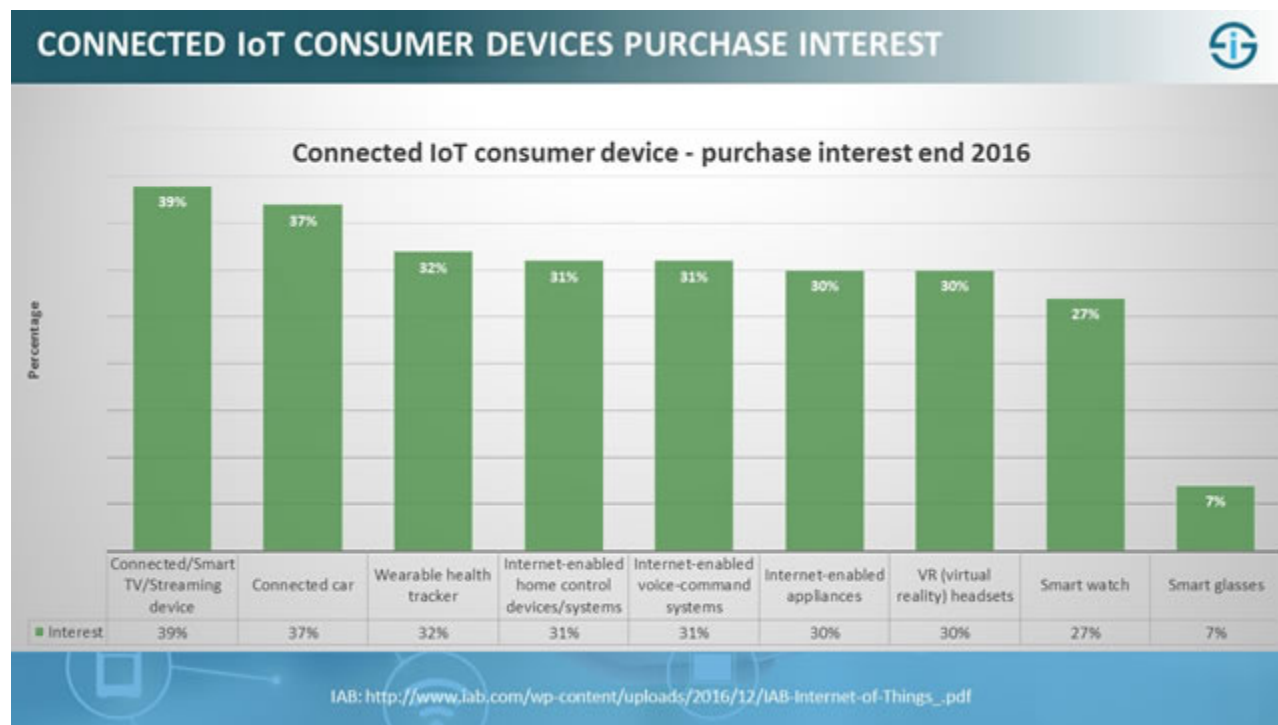 CONNECTED IoT CONSUMER DEVICES PURCHASE INTEREST
Connected IoT consumer device - purchase interest end 2016
Percentage
39%
37%
32%
31%
31%
30%
30%
27%
7%
Connected/Smart
TV/Streaming
device
Connected car
Wearable health
tracker
Internet-enabled
home control
devices/systems
Internet-enabled
voice-command
systems
Internet-enabled
appliances
VR (virtual
reality) headsets
Smart watch
Smart glasses
Interest 39% 37% 32% 31% 31% 30% 30% 27% 7%
IAB: http://www.iab.com/wp-content/uploads/2016/12/IAB-Internet-of-Things_.pdf